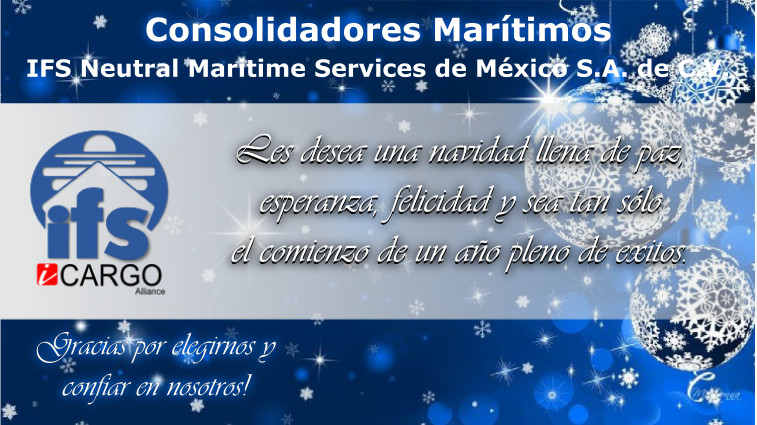 Consolidadores Marítimos
IFS Neutral Maritime Services de México S.A. de C.V.
Les desea una navidad llena de paz,
esperanza, felicidad y sea tan sólo
el comienzo de un año pleno de exitos.
ifs
i CARGO
Alliance
Gracias por elegirnos y
confiar en nosotros!